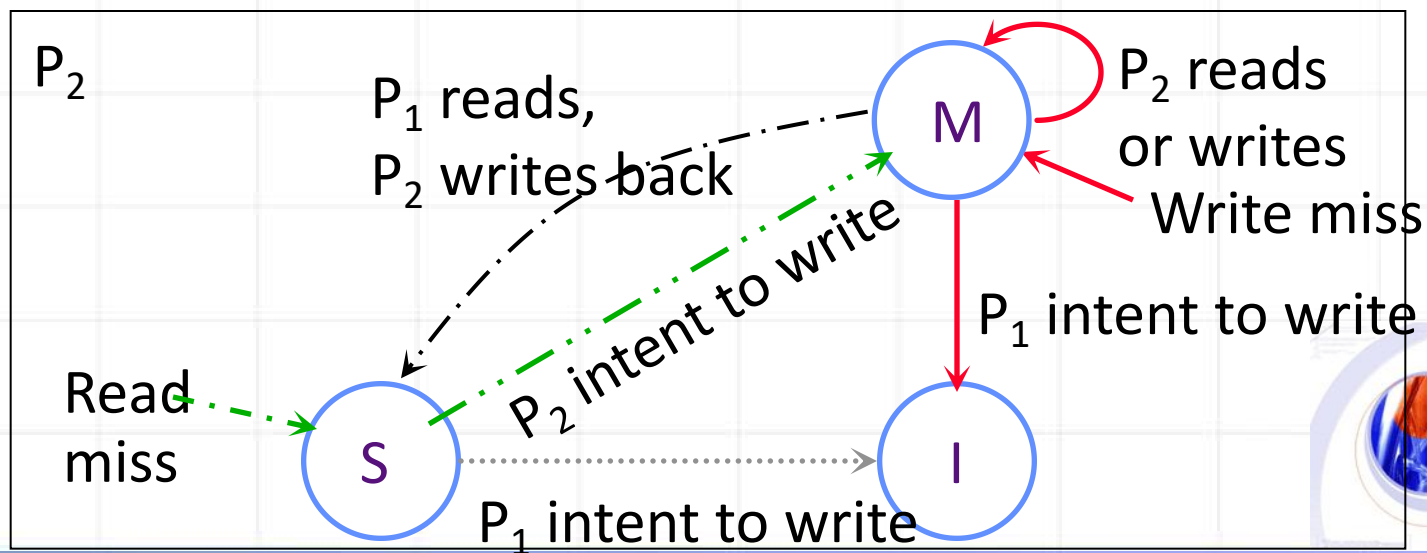 P₂
P₁ reads,
P₂ writes back
M
P₂ reads
or writes
Write miss
P₂ intent to write
P₁ intent to write
Read
miss
S
I
P₁ intent to write